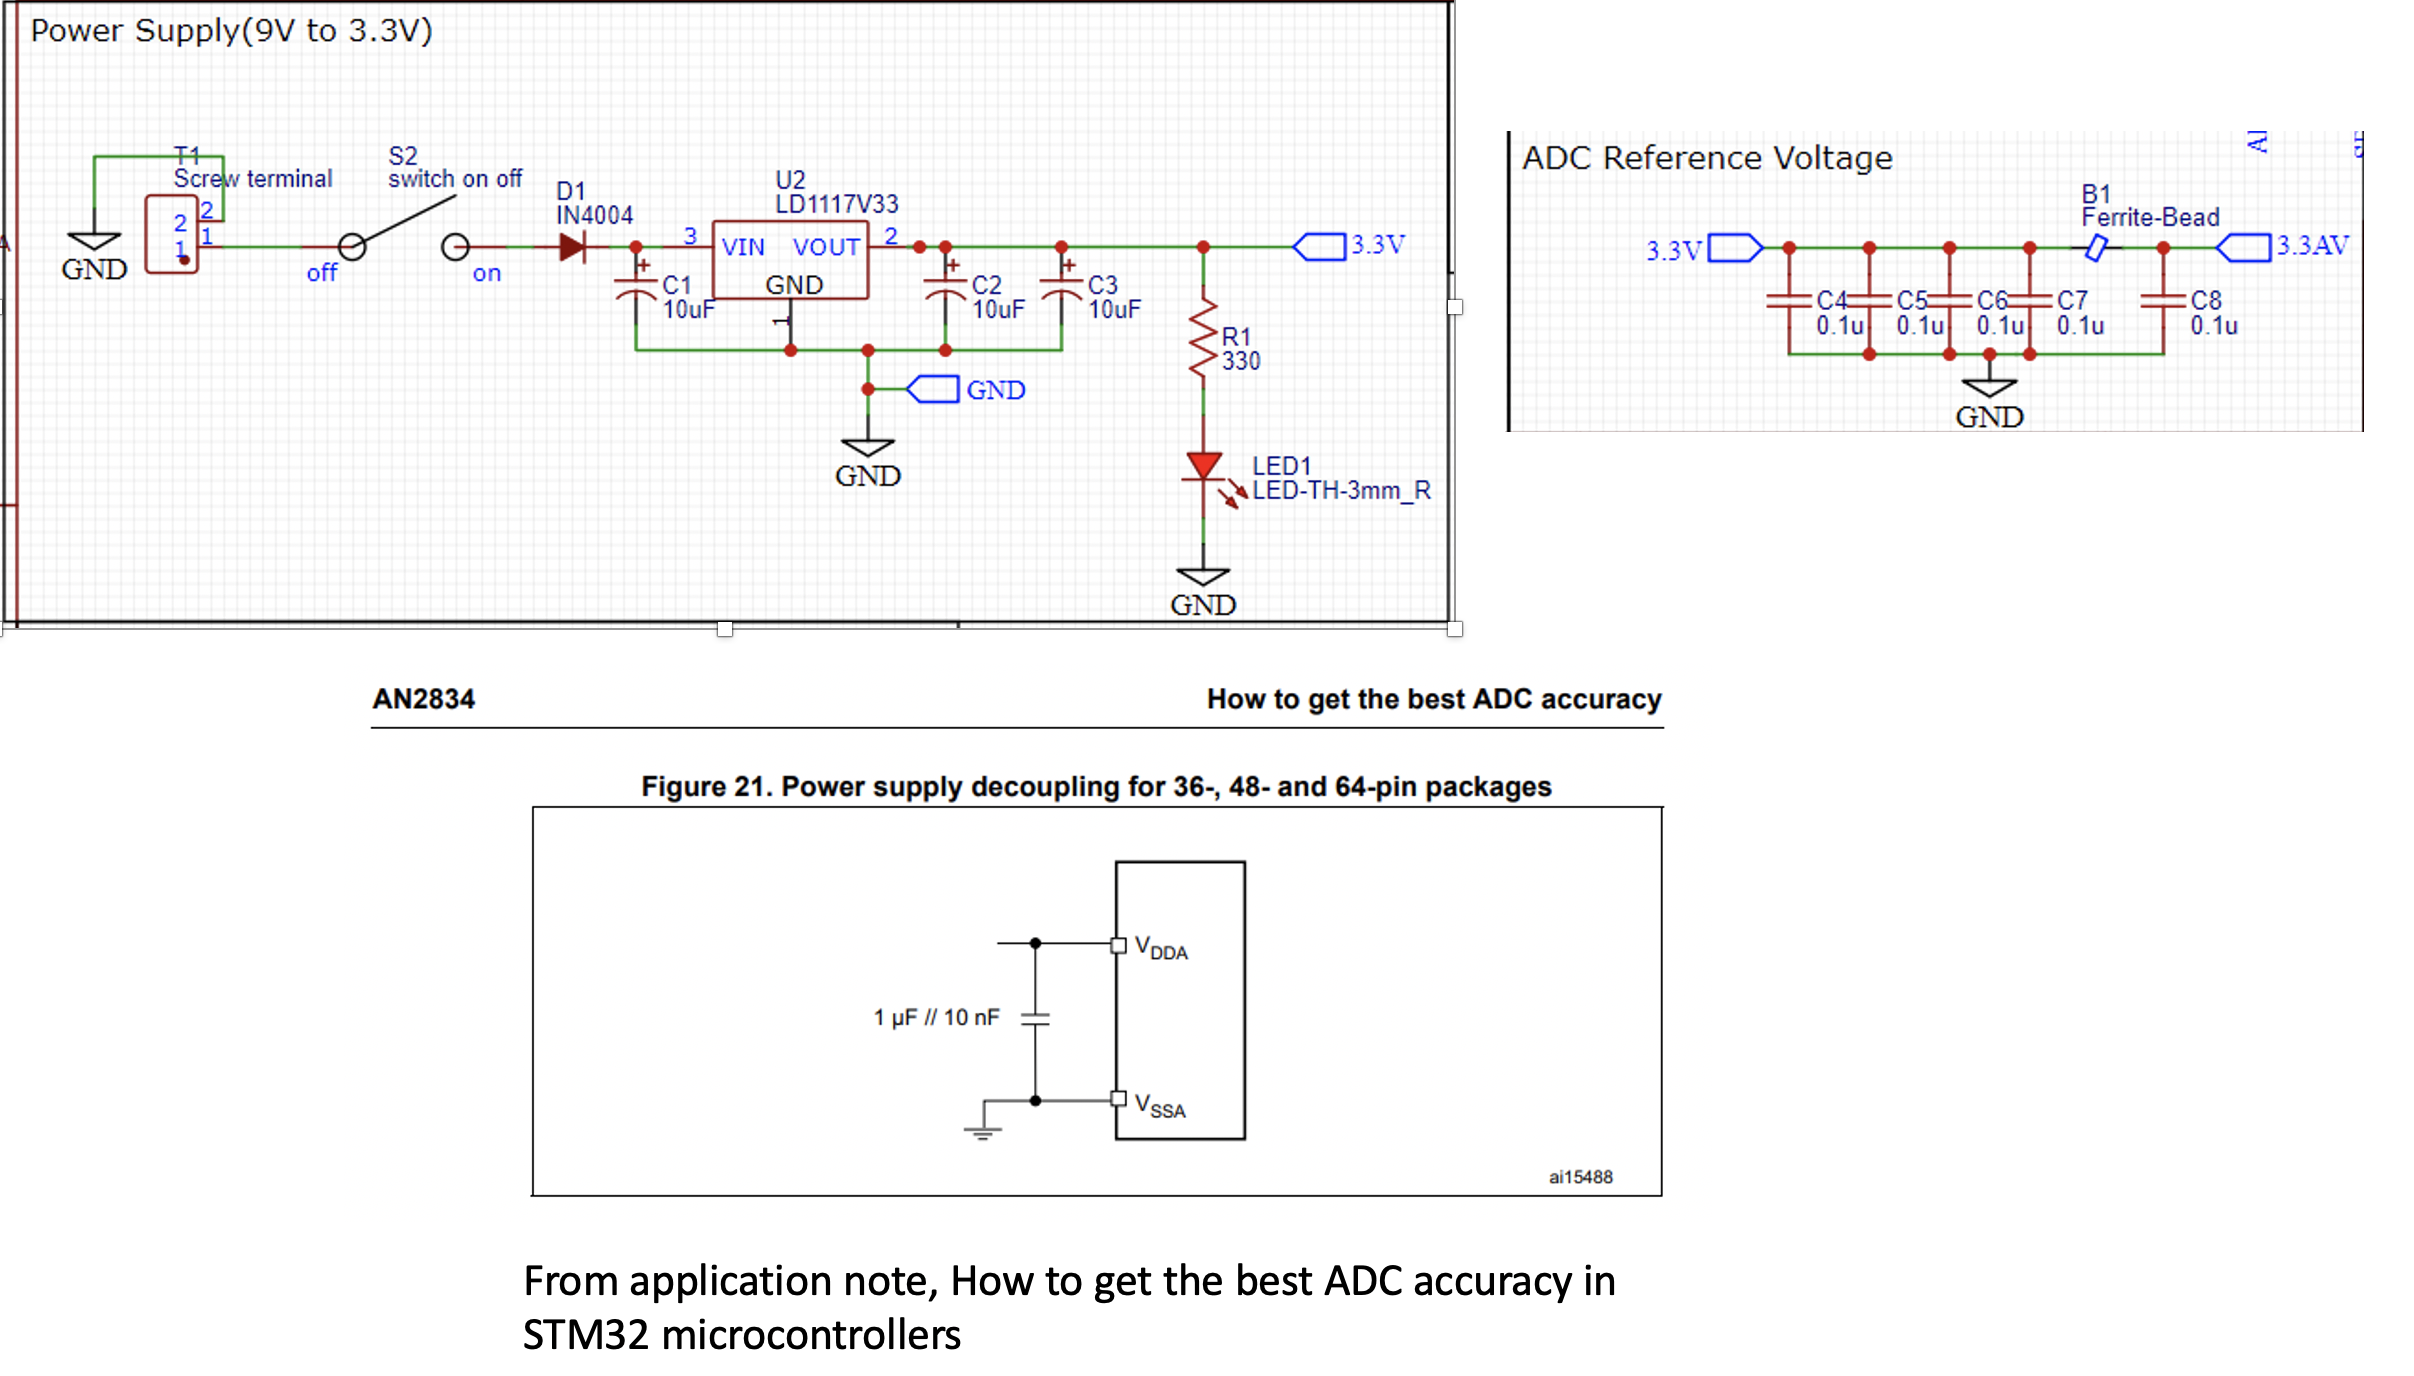 Power Supply(9V to 3.3V)
T1
Screw terminal
2
1
2
1
GND
S2
switch on off
off
on
D1
IN4004
U2
LD1117V33
3
VIN
VOUT
2
GND
1
C1
10uF
C2
10uF
C3
10uF
3.3V
R1
330
GND
GND
LED1
LED-TH-3mm_R
GND
ADC Reference Voltage
B1
Ferrite-Bead
3.3V
3.3AV
C4
0.1u
C5
0.1u
C6
0.1u
C7
0.1u
C8
0.1u
GND
AN2834
How to get the best ADC accuracy
Figure 21. Power supply decoupling for 36-, 48- and 64-pin packages
VDDA
1 µF // 10 nF
VSSA
ai15488
From application note, How to get the best ADC accuracy in
STM32 microcontrollers